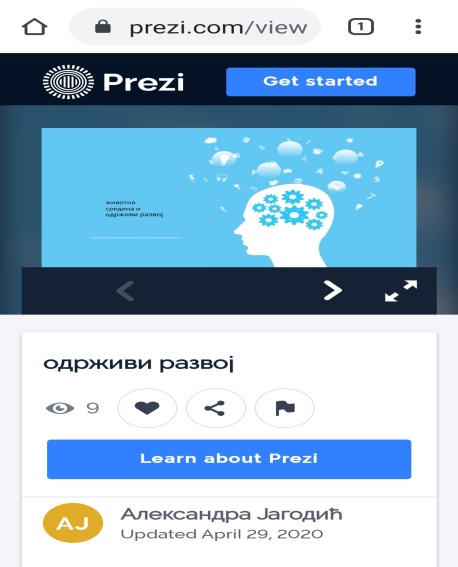 prezi.com/view
1
Prezi
Get started
животна
средина и
одрживи развој
одрживи развој
9
Learn about Prezi
AJ
Александра Јагодић
Updated April 29, 2020